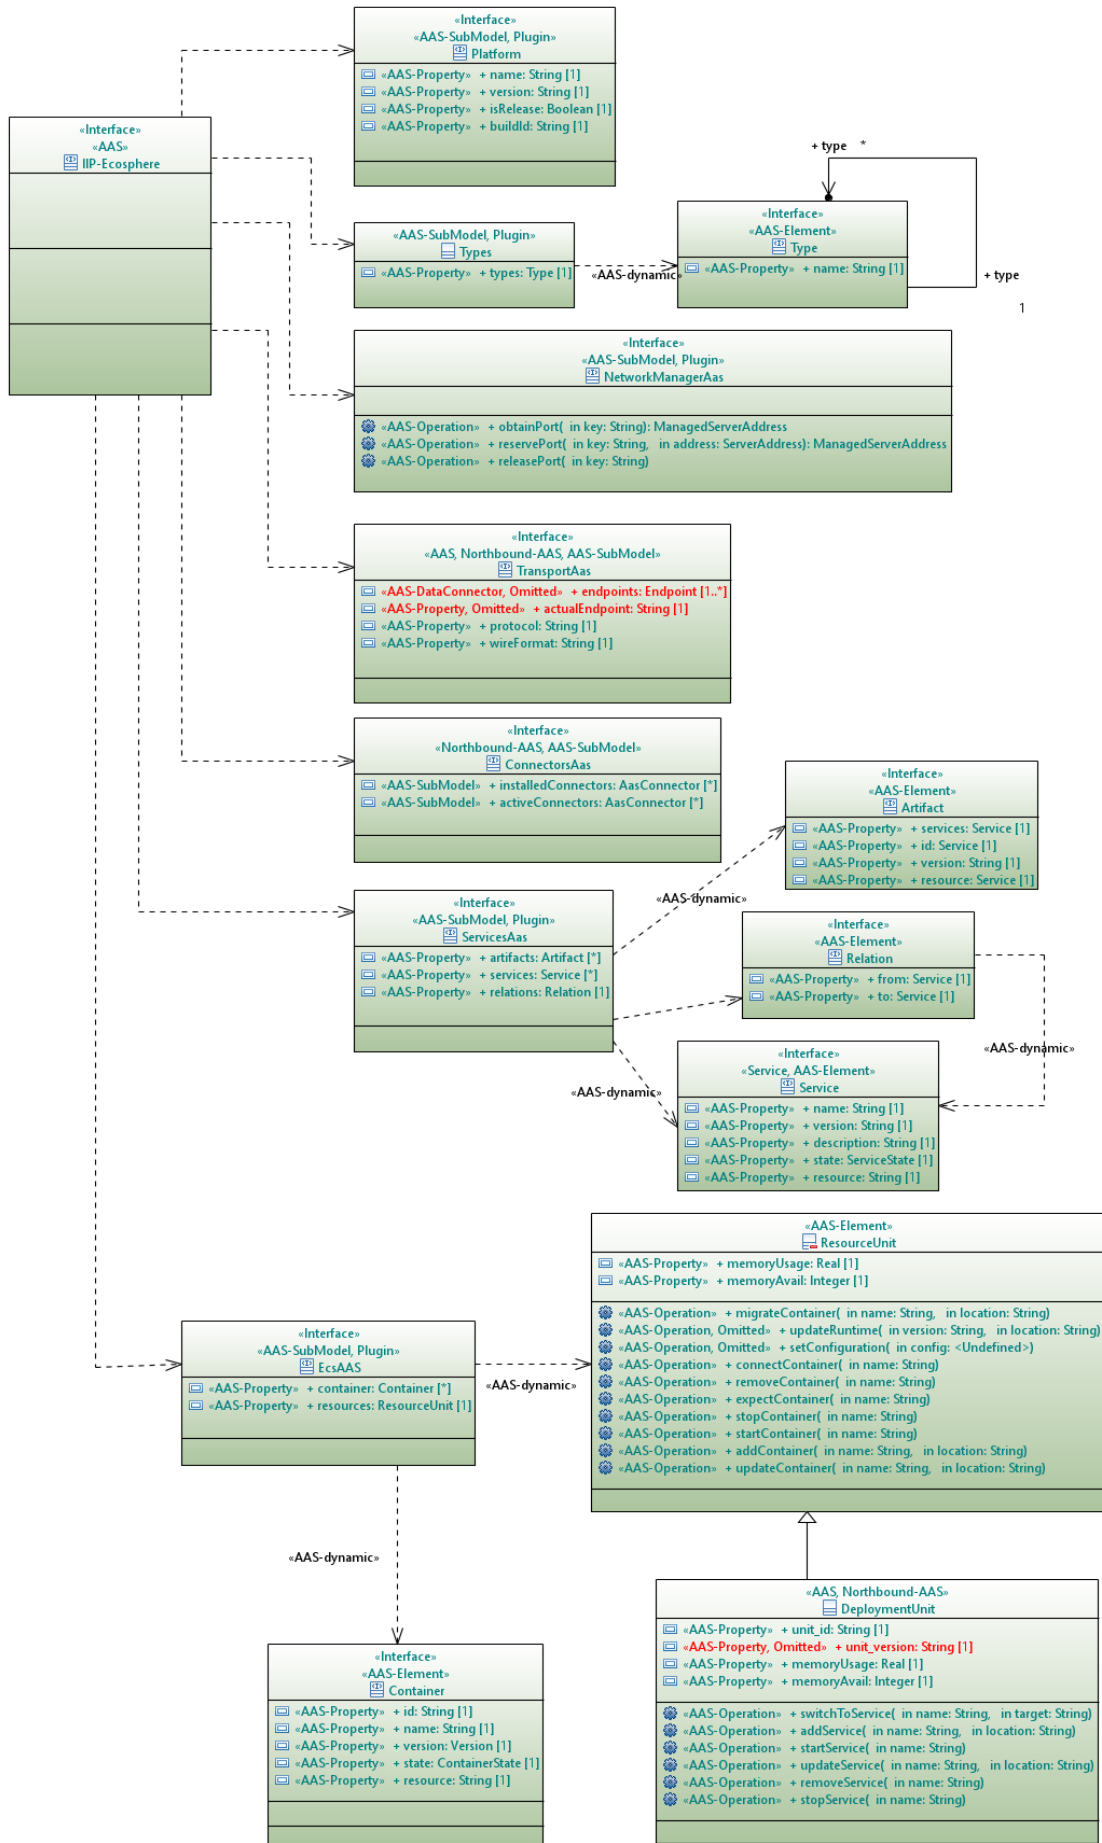 «Interface»
«AAS-SubModel, Plugin»
Platform
«AAS-Property» + name: String [1]
«AAS-Property» + version: String [1]
«AAS-Property» + isRelease: Boolean [1]
«AAS-Property» + buildId: String [1]
«Interface»
«AAS»
IIP-Ecosphere
+ type *
«Interface»
«AAS-Element»
Type
«AAS-Property» + name: String [1]
+ type
1
«AAS-SubModel, Plugin»
Types
«AAS-Property» + types: Type [1]
«AAS-dynamic»
«Interface»
«AAS-SubModel, Plugin»
NetworkManagerAas
«AAS-Operation» + obtainPort( in key: String): ManagedServerAddress
«AAS-Operation» + reservePort( in key: String, in address: ServerAddress): ManagedServerAddress
«AAS-Operation» + releasePort( in key: String)
«Interface»
«AAS, Northbound-AAS, AAS-SubModel»
TransportAas
«AAS-DataConnector, Omitted» + endpoints: Endpoint [1..*]
«AAS-Property, Omitted» + actualEndpoint: String [1]
«AAS-Property» + protocol: String [1]
«AAS-Property» + wireFormat: String [1]
«Interface»
«Northbound-AAS, AAS-SubModel»
ConnectorsAas
«AAS-SubModel» + installedConnectors: AasConnector [*]
«AAS-SubModel» + activeConnectors: AasConnector [*]
«Interface»
«AAS-Element»
Artifact
«AAS-Property» + services: Service [1]
«AAS-Property» + id: Service [1]
«AAS-Property» + version: String [1]
«AAS-Property» + resource: Service [1]
«AAS-dynamic»
«Interface»
«AAS-SubModel, Plugin»
ServicesAas
«AAS-Property» + artifacts: Artifact [*]
«AAS-Property» + services: Service [*]
«AAS-Property» + relations: Relation [1]
«Interface»
«AAS-Element»
Relation
«AAS-Property» + from: Service [1]
«AAS-Property» + to: Service [1]
«AAS-dynamic»
«AAS-dynamic»
«Interface»
«Service, AAS-Element»
Service
«AAS-Property» + name: String [1]
«AAS-Property» + version: String [1]
«AAS-Property» + description: String [1]
«AAS-Property» + state: ServiceState [1]
«AAS-Property» + resource: String [1]
«AAS-Element»
ResourceUnit
«AAS-Property» + memoryUsage: Real [1]
«AAS-Property» + memoryAvail: Integer [1]
«AAS-Operation» + migrateContainer( in name: String, in location: String)
«AAS-Operation, Omitted» + updateRuntime( in version: String, in location: String)
«AAS-Operation, Omitted» + setConfiguration( in config: <Undefined>)
«AAS-Operation» + connectContainer( in name: String)
«AAS-Operation» + removeContainer( in name: String)
«AAS-Operation» + expectContainer( in name: String)
«AAS-Operation» + stopContainer( in name: String)
«AAS-Operation» + startContainer( in name: String)
«AAS-Operation» + addContainer( in name: String, in location: String)
«AAS-Operation» + updateContainer( in name: String, in location: String)
«Interface»
«AAS-SubModel, Plugin»
EcsAAS
«AAS-Property» + container: Container [*]
«AAS-Property» + resources: ResourceUnit [1]
«AAS-dynamic»
«AAS-dynamic»
«AAS, Northbound-AAS»
DeploymentUnit
«AAS-Property» + unit_id: String [1]
«AAS-Property, Omitted» + unit_version: String [1]
«AAS-Property» + memoryUsage: Real [1]
«AAS-Property» + memoryAvail: Integer [1]
«AAS-Operation» + switchToService( in name: String, in target: String)
«AAS-Operation» + addService( in name: String, in location: String)
«AAS-Operation» + startService( in name: String)
«AAS-Operation» + updateService( in name: String, in location: String)
«AAS-Operation» + removeService( in name: String)
«AAS-Operation» + stopService( in name: String)
«Interface»
«AAS-Element»
Container
«AAS-Property» + id: String [1]
«AAS-Property» + name: String [1]
«AAS-Property» + version: Version [1]
«AAS-Property» + state: ContainerState [1]
«AAS-Property» + resource: String [1]